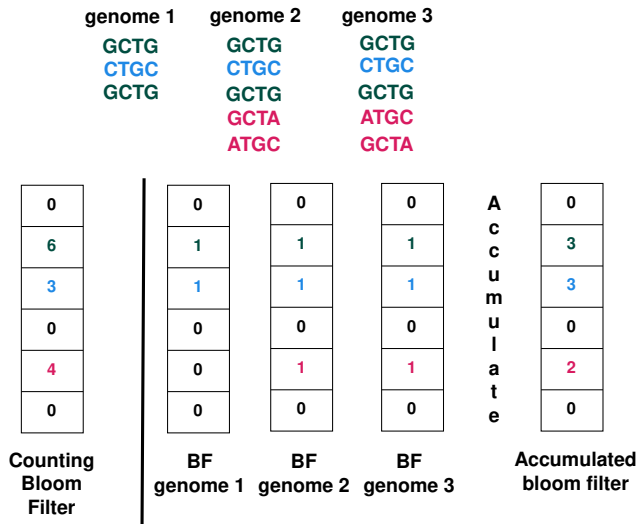 genome 1
genome 2
genome 3
GCTG
GCTG
GCTG
CTGC
CTGC
CTGC
GCTG
GCTG
GCTG
GCTA
ATGC
ATGC
GCTA
0
0
0
0
0
6
1
1
1
3
3
1
1
1
3
0
0
0
0
0
4
0
1
1
2
0
0
0
0
0
Accumulate
Counting
Bloom
Filter
BF
genome 1
BF
genome 2
BF
genome 3
Accumulated
bloom filter